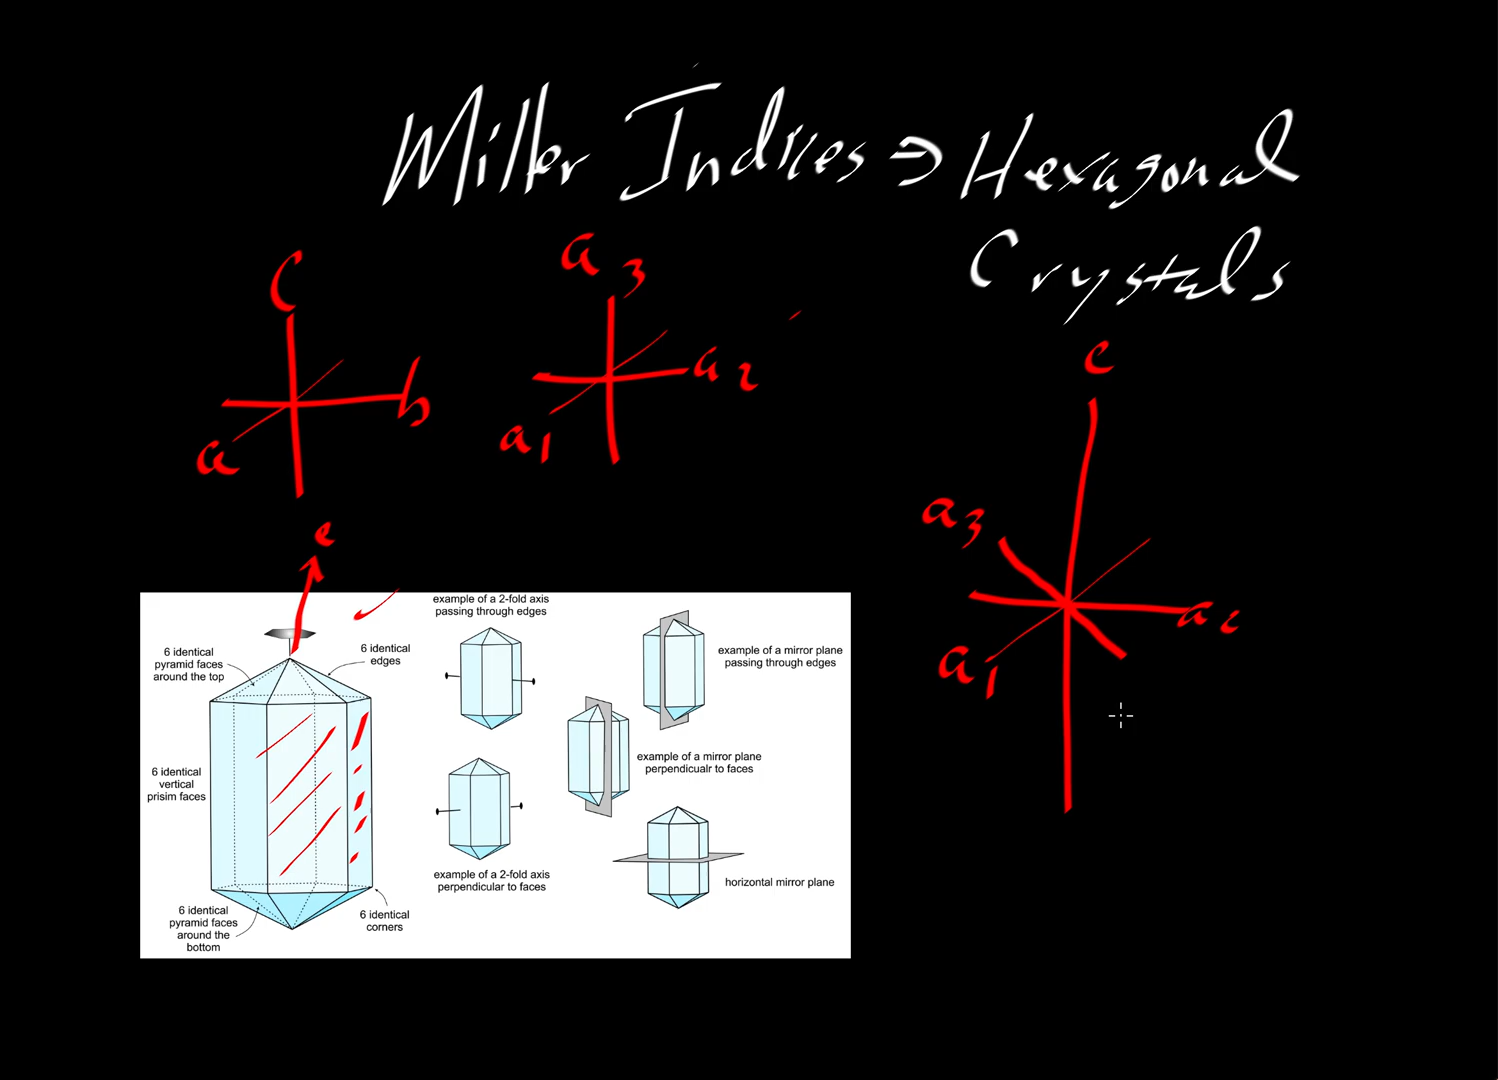 Miller Indices ⇒ Hexagonal
Crystals
c
a
b
a3
a2
a1
c
a3
a2
a1
c
6 identical
pyramid faces
around the top
6 identical
edges
6 identical
vertical
prisim faces
6 identical
pyramid faces
around the
bottom
6 identical
corners
example of a 2-fold axis
passing through edges
example of a 2-fold axis
perpendicular to faces
example of a mirror plane
passing through edges
example of a mirror plane
perpendicualr to faces
horizontal mirror plane